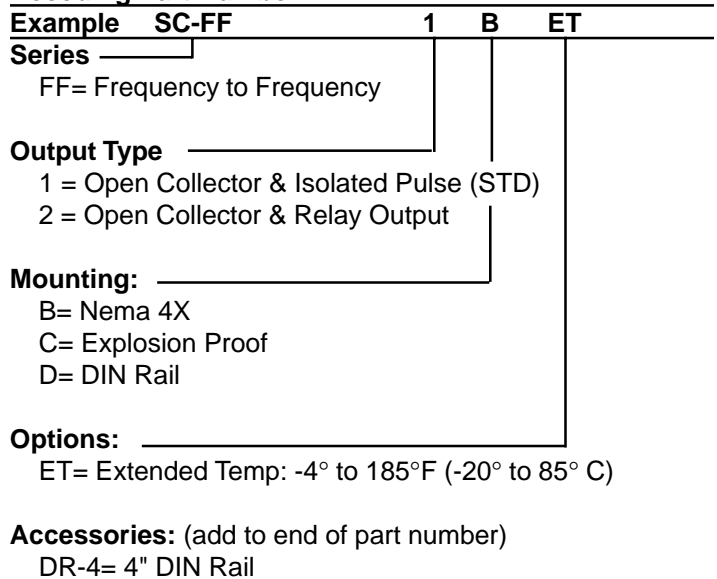 Example SC-FF 1 B ET
Series
FF= Frequency to Frequency
Output Type
1 = Open Collector & Isolated Pulse (STD)
2 = Open Collector & Relay Output
Mounting:
B= Nema 4X
C= Explosion Proof
D= DIN Rail
Options:
ET= Extended Temp: -4° to 185°F (-20° to 85° C)
Accessories: (add to end of part number)
DR-4= 4" DIN Rail